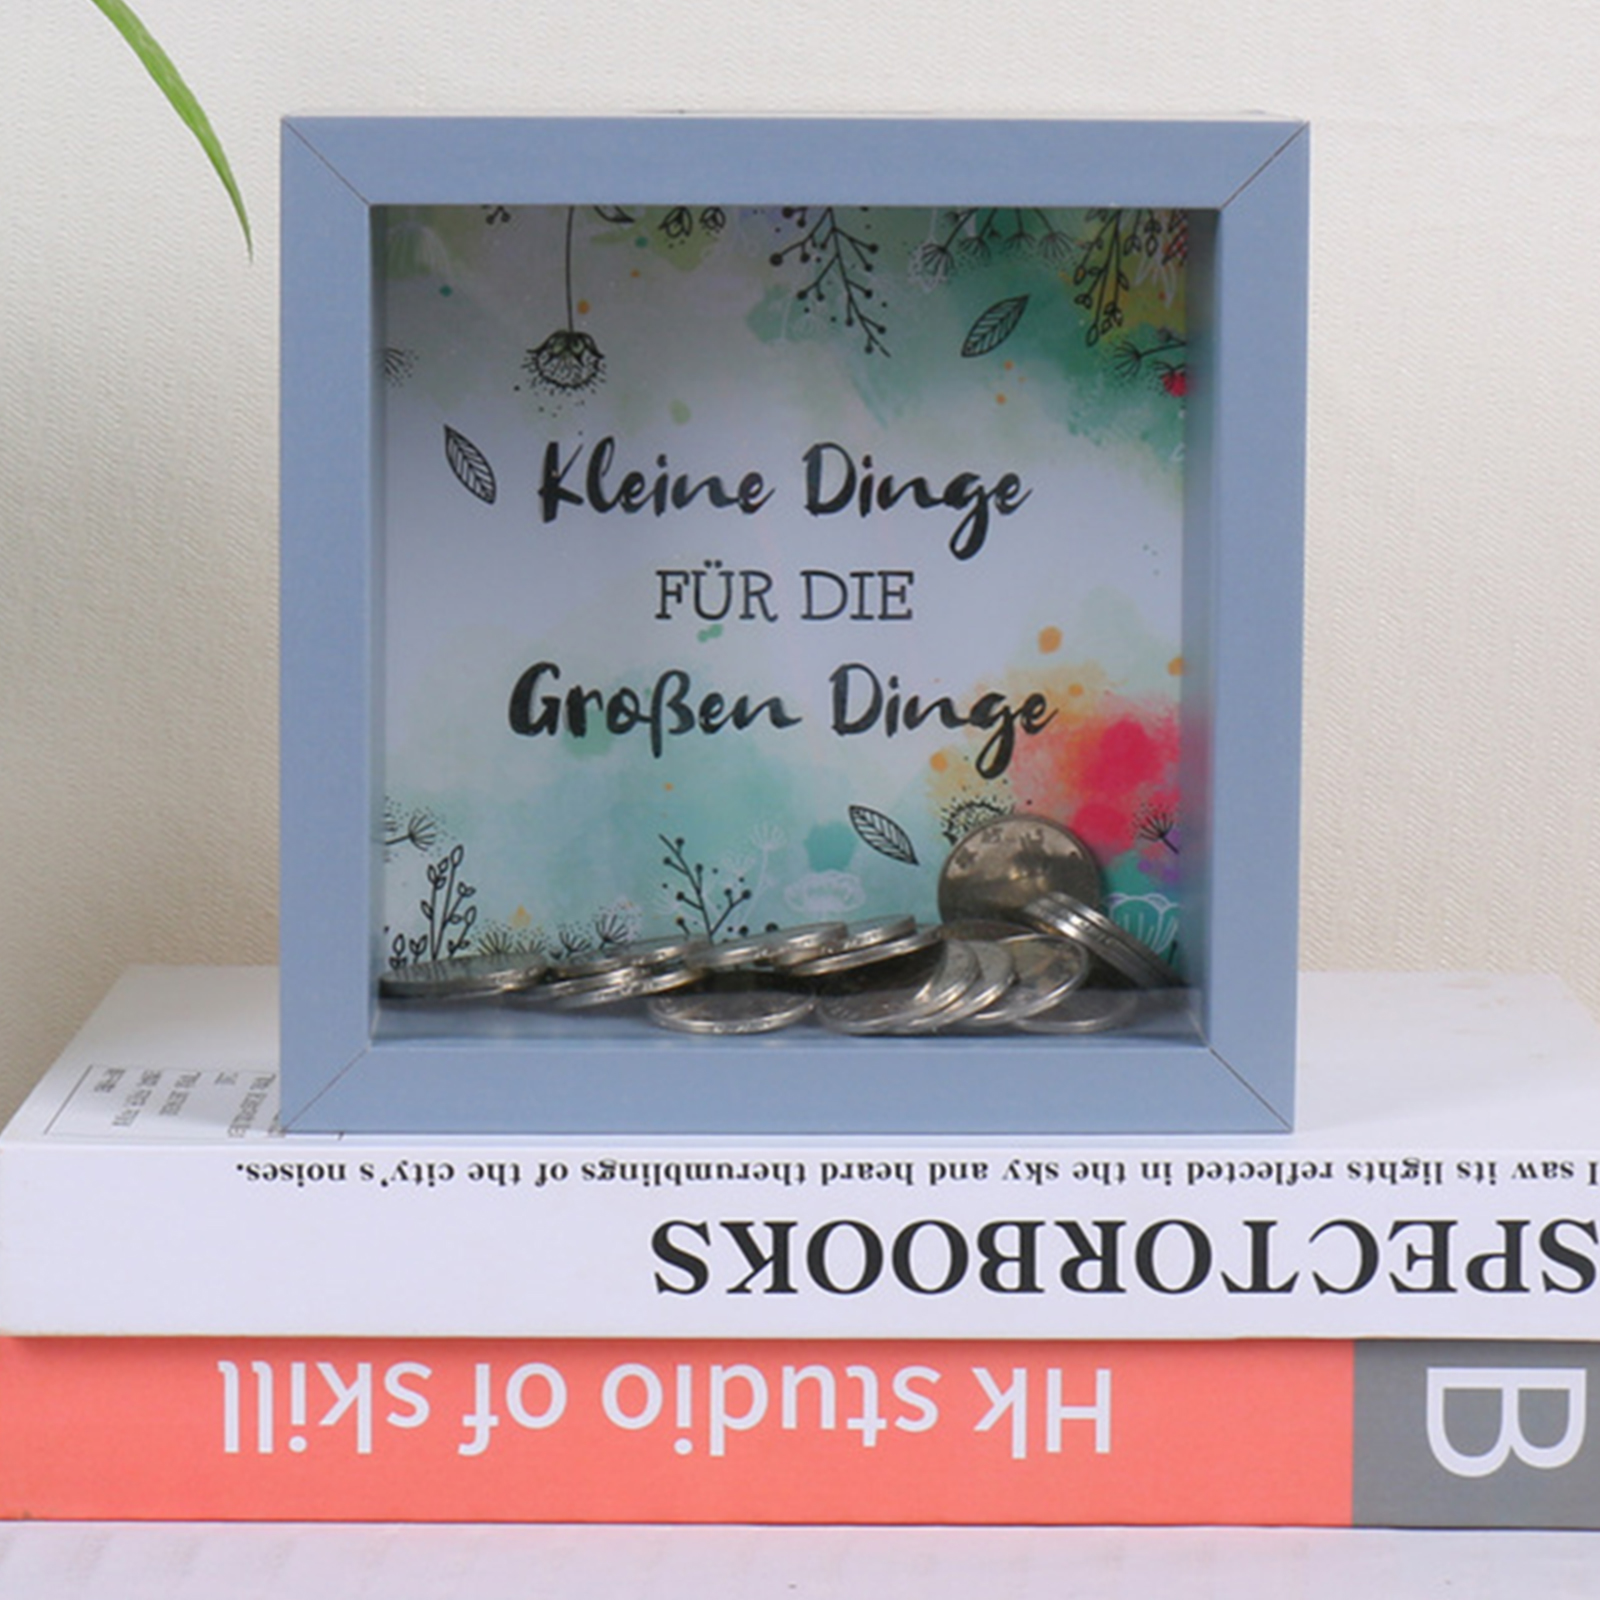 Kleine Dinge
FÜR DIE
Großen Dinge
I saw its lights reflected in the sky and heard therumblings of the city's noises.
SPECTORBOOKS
Hk studio of skill
B